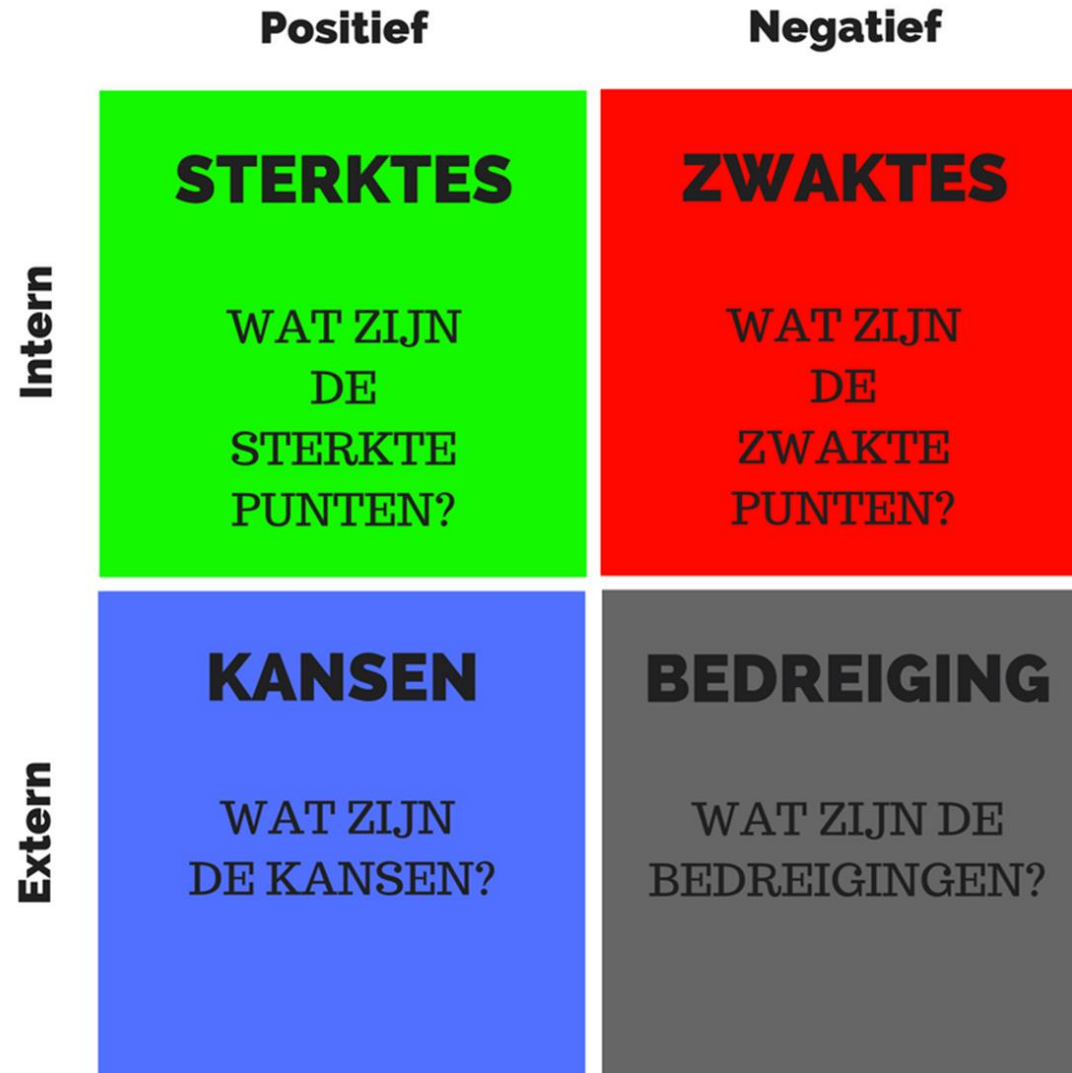 Positief
Negatief
Intern
STERKTES
WAT ZIJN
DE
STERKTE
PUNTEN?
ZWAKTES
WAT ZIJN
DE
ZWAKTE
PUNTEN?
Extern
KANSEN
WAT ZIJN
DE KANSEN?
BEDREIGING
WAT ZIJN DE
BEDREIGINGEN?